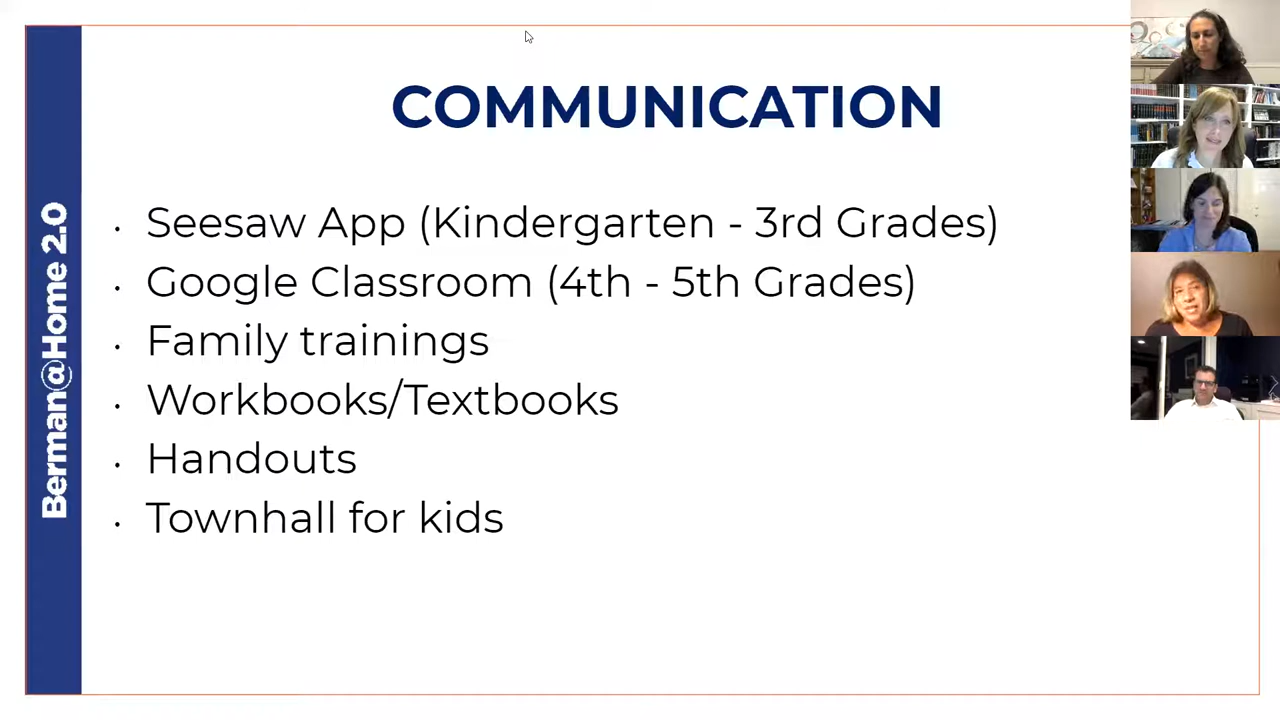 COMMUNICATION
Berman@Home 2.0
· Seesaw App (Kindergarten - 3rd Grades)
· Google Classroom (4th - 5th Grades)
· Family trainings
· Workbooks/Textbooks
· Handouts
· Townhall for kids